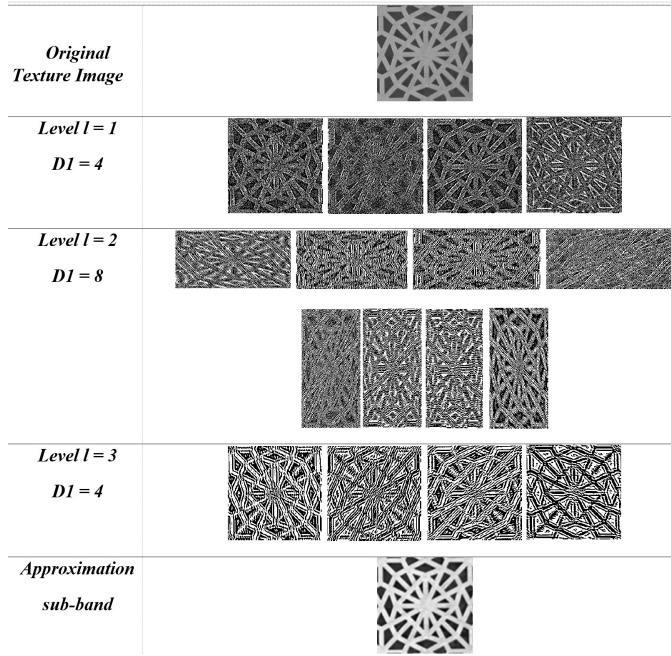 Original
Texture Image
Level l = 1
D1 = 4
Level l = 2
D1 = 8
Level l = 3
D1 = 4
Approximation
sub-band